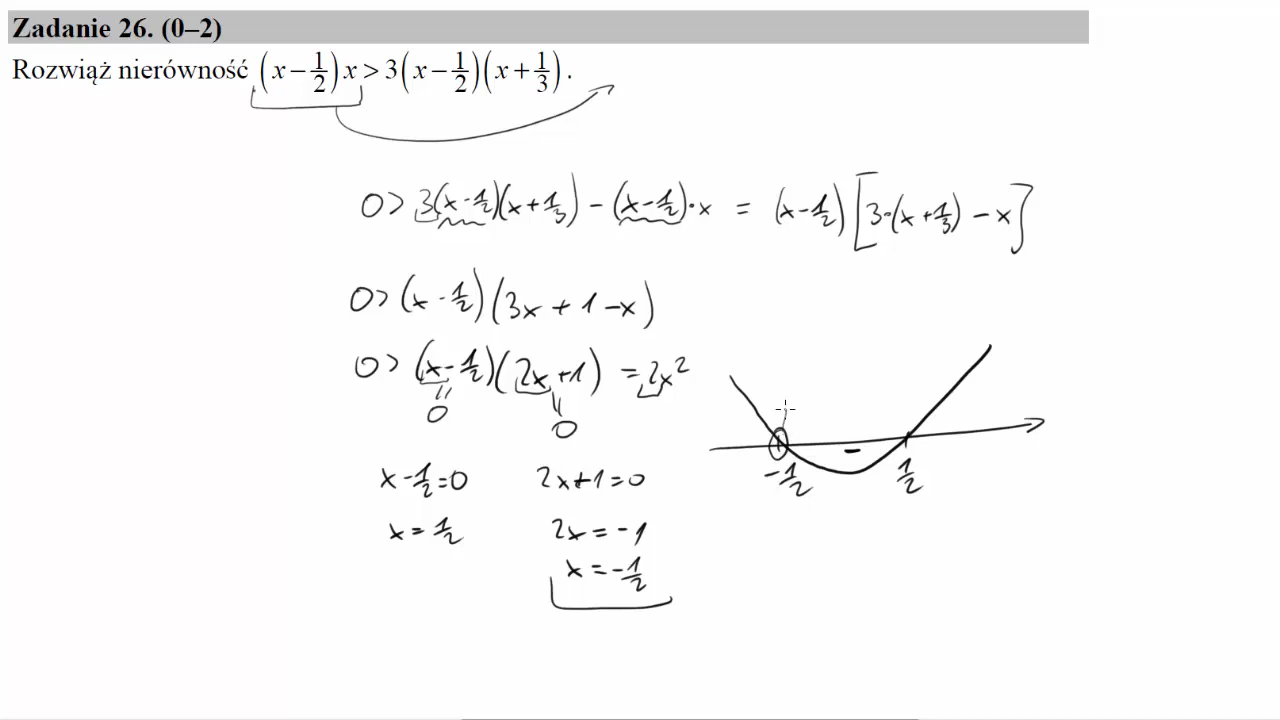 Zadanie 26. (0–2)
Rozwiąż nierówność (x − 1/2)x > 3(x − 1/2)(x + 1/3).
0 > 3(x − 1/2)(x + 1/3) − (x − 1/2)·x = (x − 1/2)[3·(x + 1/3) − x]
0 > (x − 1/2)(3x + 1 − x)
0 > (x − 1/2)(2x + 1) = 2x²
0 0
x − 1/2 = 0 2x + 1 = 0
x = 1/2 2x = −1
x = −1/2
− 
−1/2 1/2